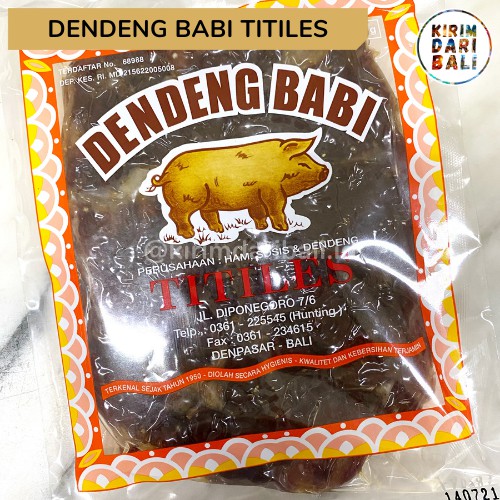 DENDENG BABI TITILES
KIRIM
DARI
BALI
TERDAFTAR No. 68988
DEP. KES. RI. MD215622005008
DENDENG BABI
PERUSAHAAN : HAM, SOSIS & DENDENG
TITILES
JL. DIPONEGORO 7/6
Telp. : 0361 - 225545 (Hunting)
Fax : 0361 - 234615
DENPASAR - BALI
TERKENAL SEJAK TAHUN 1950 - DIOLAH SECARA HYGIENIS - KWALITET DAN KEBERSIHAN TERJAMIN
140721